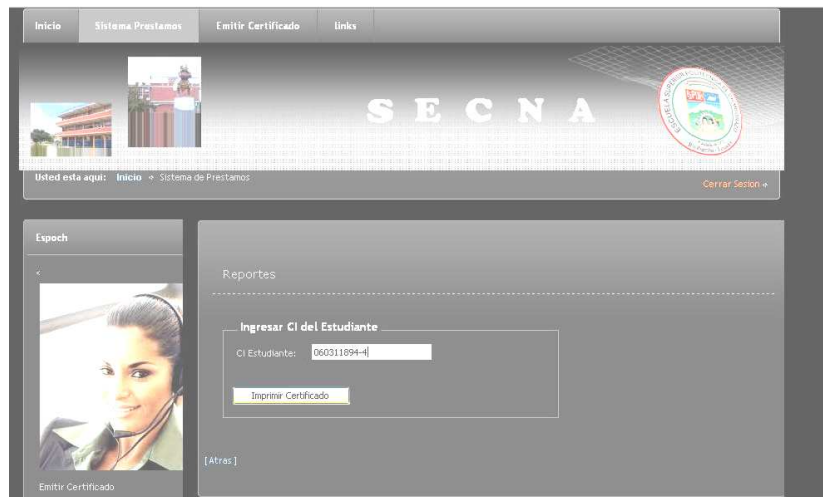 Inicio Sistema Prestamos Emitir Certificado links
S E C N A
Usted esta aqui: Inicio Sistema de Prestamos
Cerrar Sesion
Espoch
<
Reportes
Ingresar CI del Estudiante
CI Estudiante: 060311894-4
Imprimir Certificado
[Atras]
Emitir Certificado